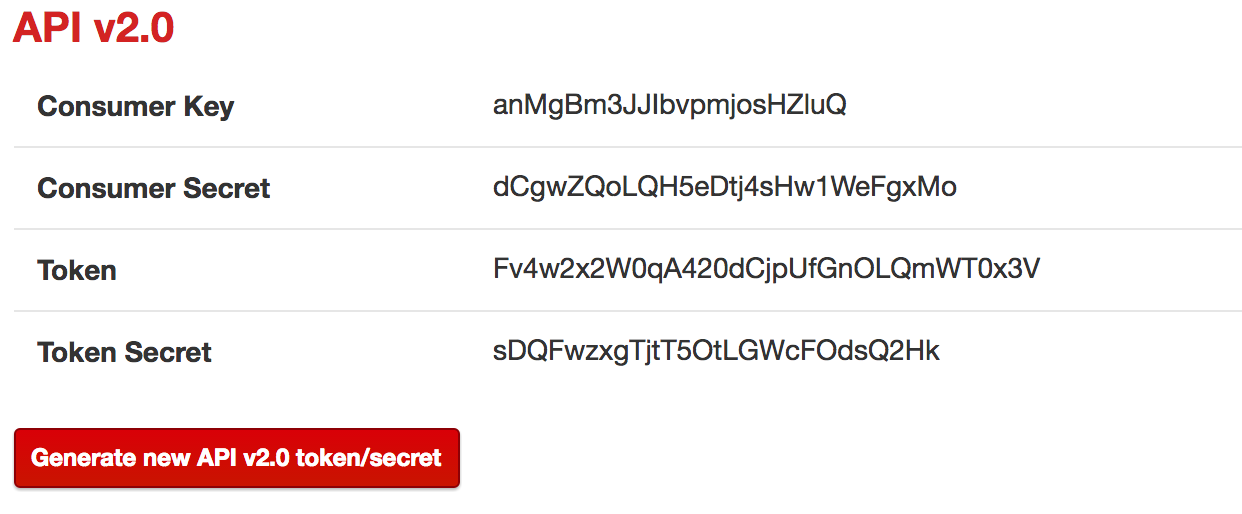 API v2.0
Consumer Key anMgBm3JJIbvpmjosHZluQ
Consumer Secret dCgwZQoLQH5eDtj4sHw1WeFgxMo
Token Fv4w2x2W0qA420dCjpUfGnOLQmWT0x3V
Token Secret sDQFwzxgTjtT5OtLGWcFOdsQ2Hk
Generate new API v2.0 token/secret